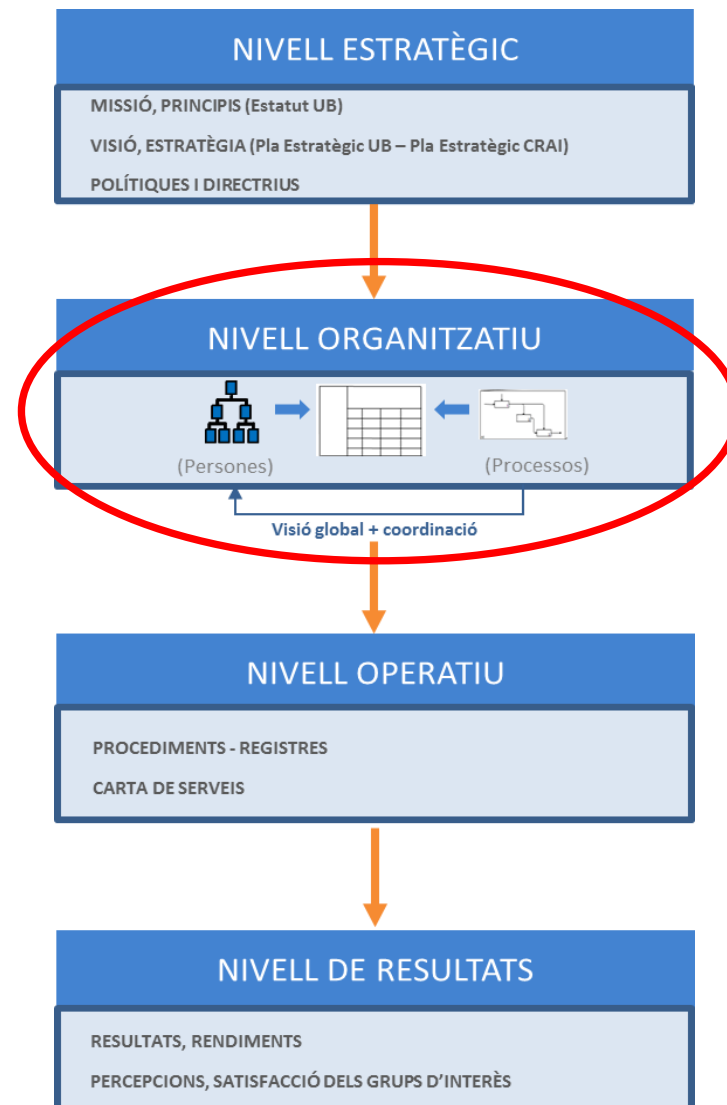 NIVELL ESTRATÈGIC
MISSIÓ, PRINCIPIS (Estatut UB)
VISIÓ, ESTRATÈGIA (Pla Estratègic UB – Pla Estratègic CRAI)
POLÍTIQUES I DIRECTRIUS
NIVELL ORGANITZATIU
(Persones)
(Processos)
Visió global + coordinació
NIVELL OPERATIU
PROCEDIMENTS - REGISTRES
CARTA DE SERVEIS
NIVELL DE RESULTATS
RESULTATS, RENDIMENTS
PERCEPCIONS, SATISFACCIÓ DELS GRUPS D’INTERÈS